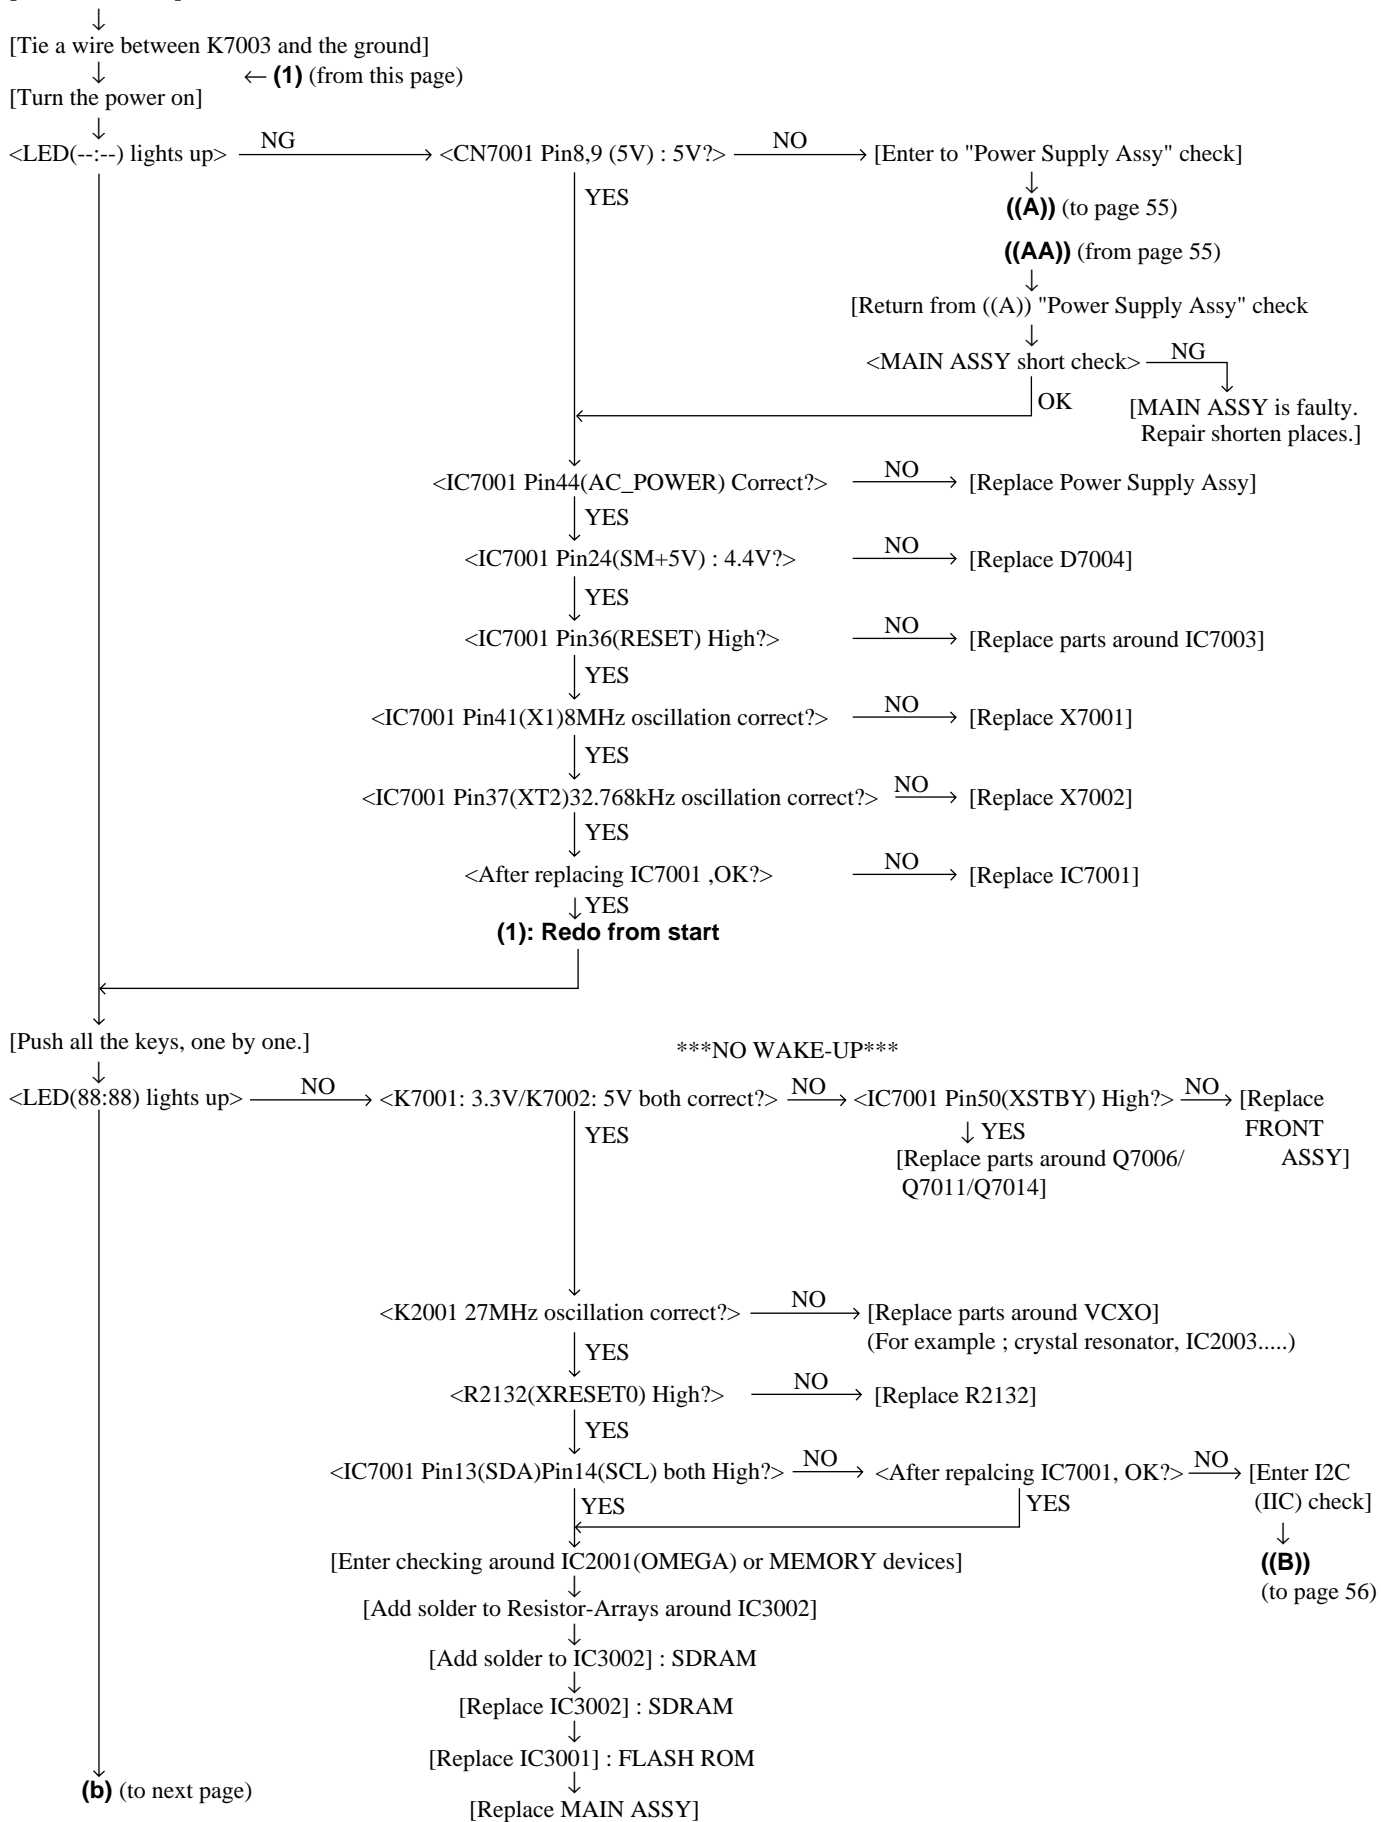 [Tie a wire between K7003 and the ground]
← (1) (from this page)
[Turn the power on]
<LED(--:--) lights up> NG <CN7001 Pin8,9 (5V) : 5V?> NO [Enter to "Power Supply Assy" check]
YES
((A)) (to page 55)
((AA)) (from page 55)
[Return from ((A)) "Power Supply Assy" check
<MAIN ASSY short check> NG
OK
[MAIN ASSY is faulty.
Repair shorten places.]
<IC7001 Pin44(AC_POWER) Correct?> NO [Replace Power Supply Assy]
YES
<IC7001 Pin24(SM+5V) : 4.4V?> NO [Replace D7004]
YES
<IC7001 Pin36(RESET) High?> NO [Replace parts around IC7003]
YES
<IC7001 Pin41(X1)8MHz oscillation correct?> NO [Replace X7001]
YES
<IC7001 Pin37(XT2)32.768kHz oscillation correct?> NO [Replace X7002]
YES
<After replacing IC7001 ,OK?> NO [Replace IC7001]
YES
(1): Redo from start
[Push all the keys, one by one.]
***NO WAKE-UP***
<LED(88:88) lights up> NO <K7001: 3.3V/K7002: 5V both correct?> NO <IC7001 Pin50(XSTBY) High?> NO [Replace
FRONT
ASSY]
YES
YES
[Replace parts around Q7006/
Q7011/Q7014]
<K2001 27MHz oscillation correct?> NO [Replace parts around VCXO]
(For example ; crystal resonator, IC2003.....)
YES
<R2132(XRESET0) High?> NO [Replace R2132]
YES
<IC7001 Pin13(SDA)Pin14(SCL) both High?> NO <After repalcing IC7001, OK?> NO [Enter I2C
(IIC) check]
YES
YES
((B))
(to page 56)
[Enter checking around IC2001(OMEGA) or MEMORY devices]
[Add solder to Resistor-Arrays around IC3002]
[Add solder to IC3002] : SDRAM
[Replace IC3002] : SDRAM
[Replace IC3001] : FLASH ROM
(b) (to next page)
[Replace MAIN ASSY]